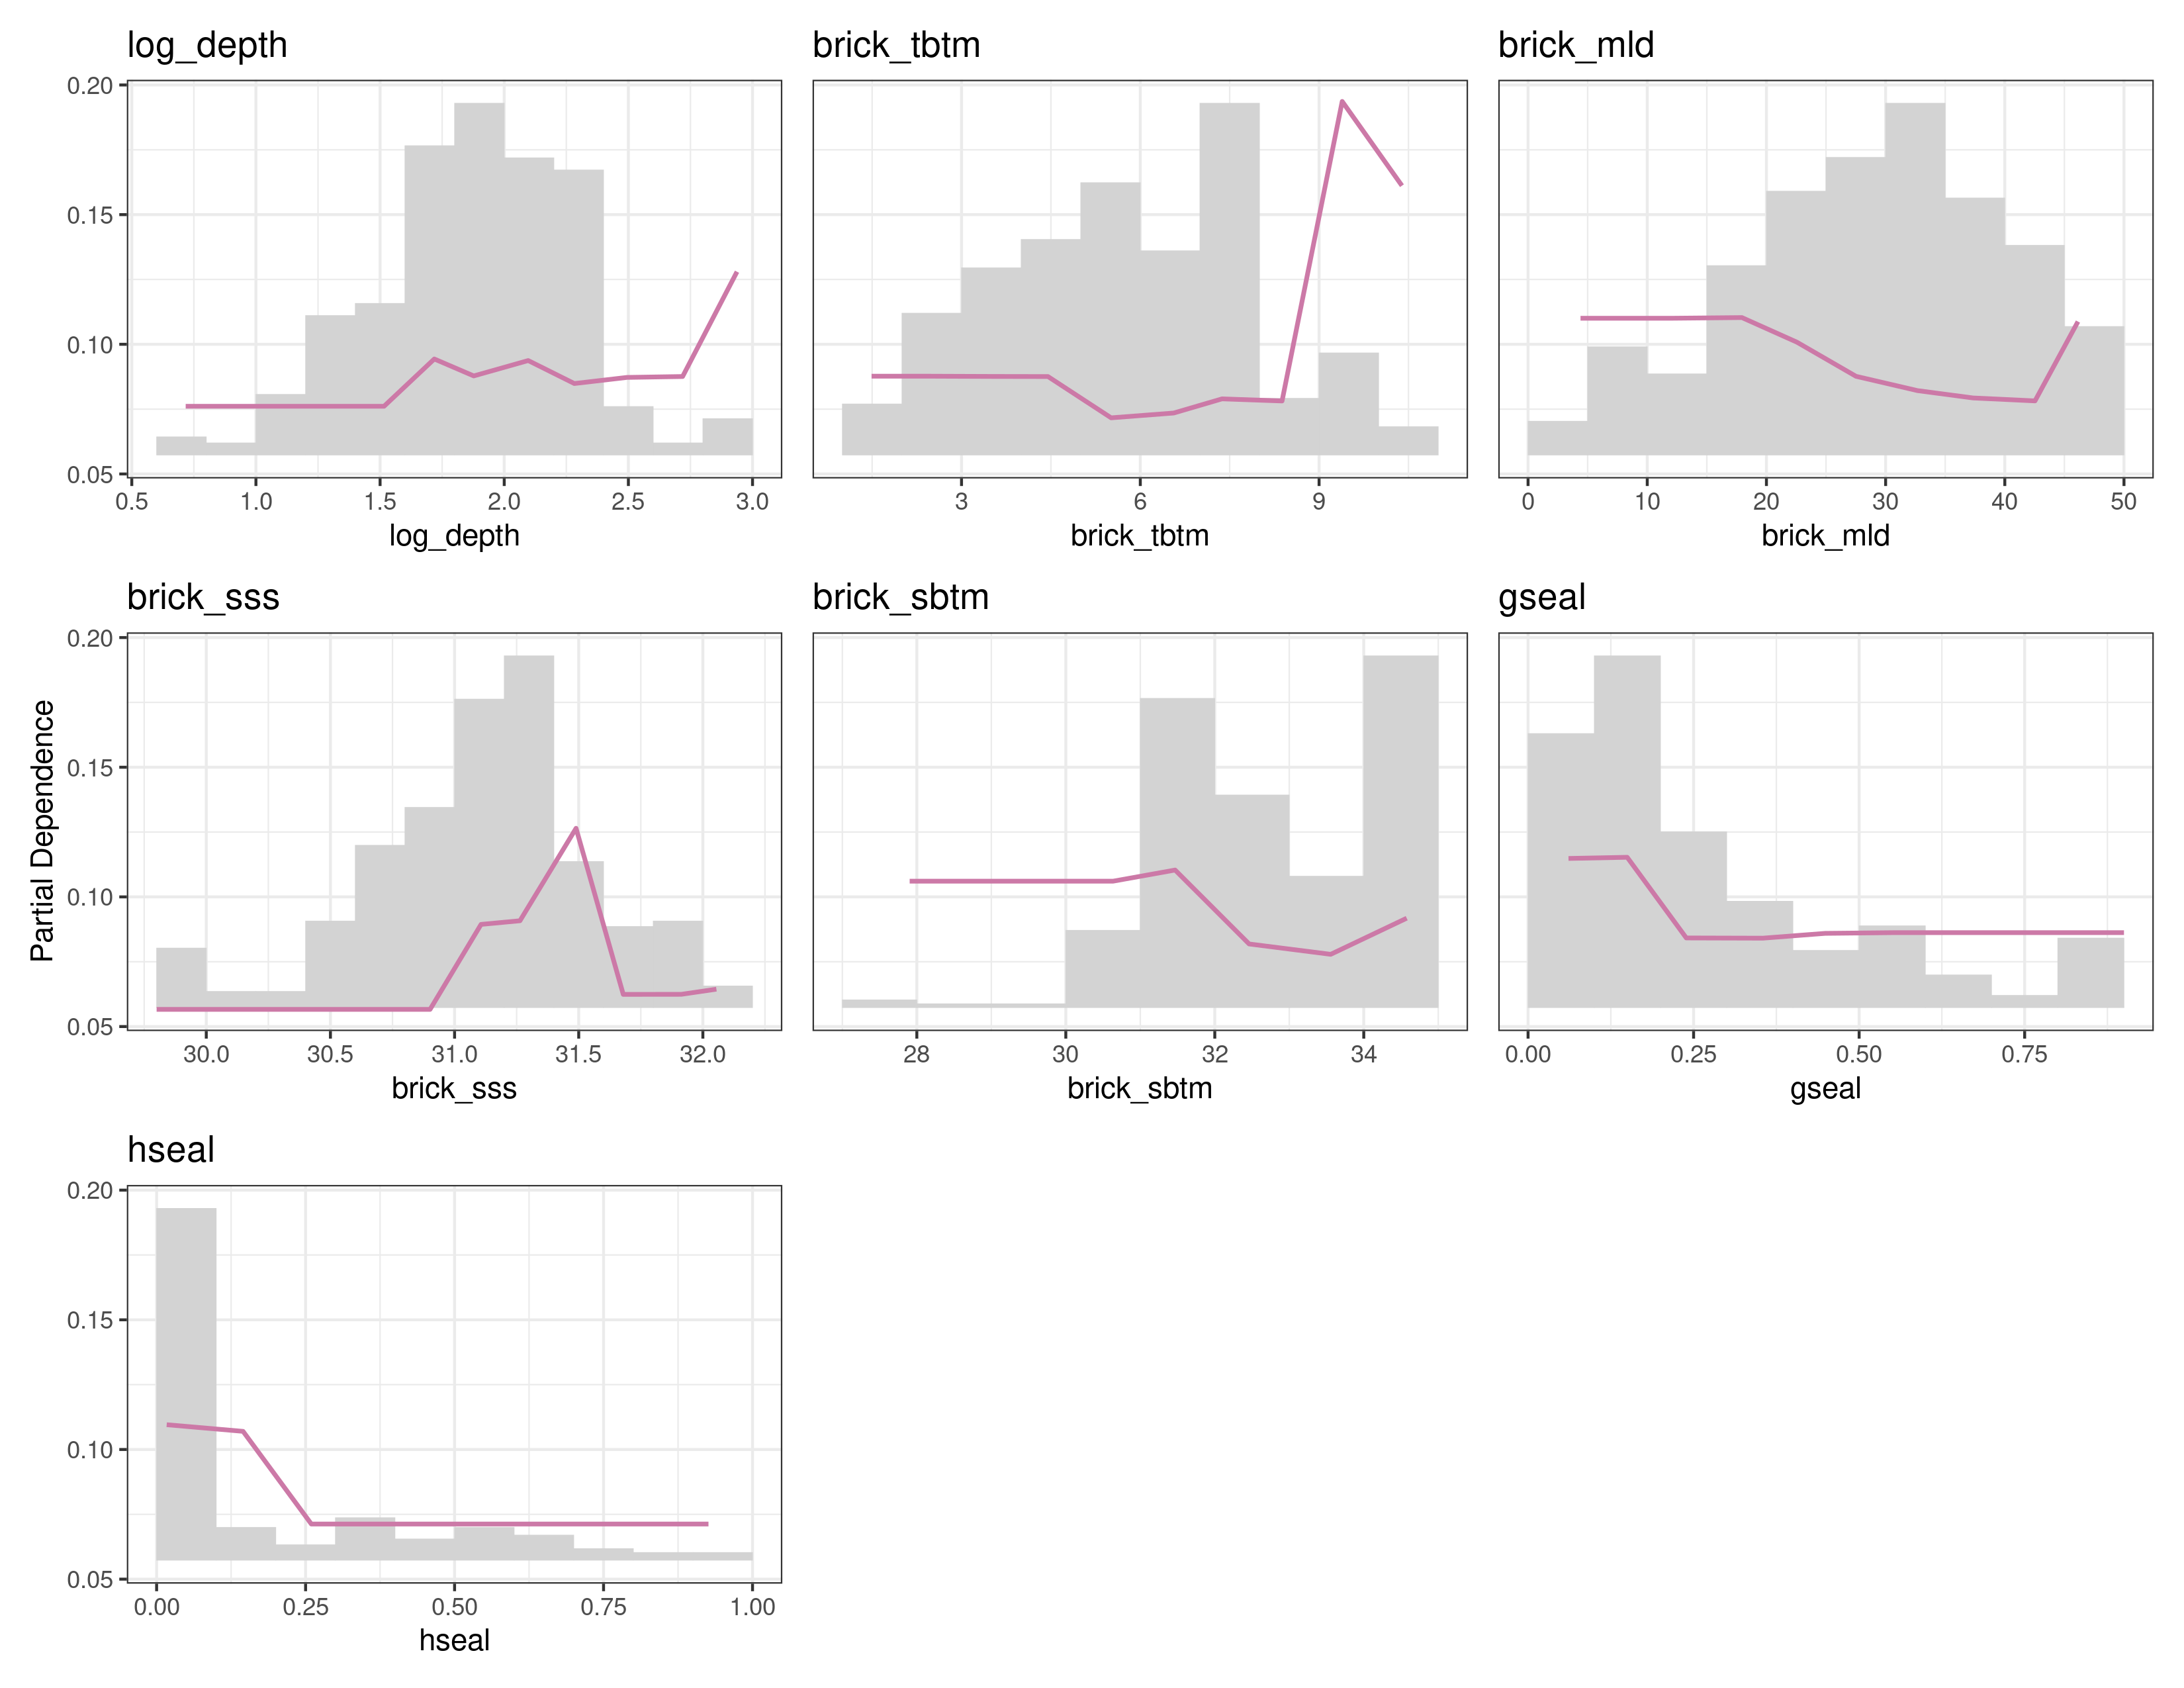 log_depth
brick_tbtm
brick_mld
0.20
0.15
0.10
0.05
0.5 1.0 1.5 2.0 2.5 3.0
3 6 9
0 10 20 30 40 50
log_depth
brick_tbtm
brick_mld
brick_sss
brick_sbtm
gseal
Partial Dependence
0.20
0.15
0.10
0.05
30.0 30.5 31.0 31.5 32.0
28 30 32 34
0.00 0.25 0.50 0.75
brick_sss
brick_sbtm
gseal
hseal
0.20
0.15
0.10
0.05
0.00 0.25 0.50 0.75 1.00
hseal